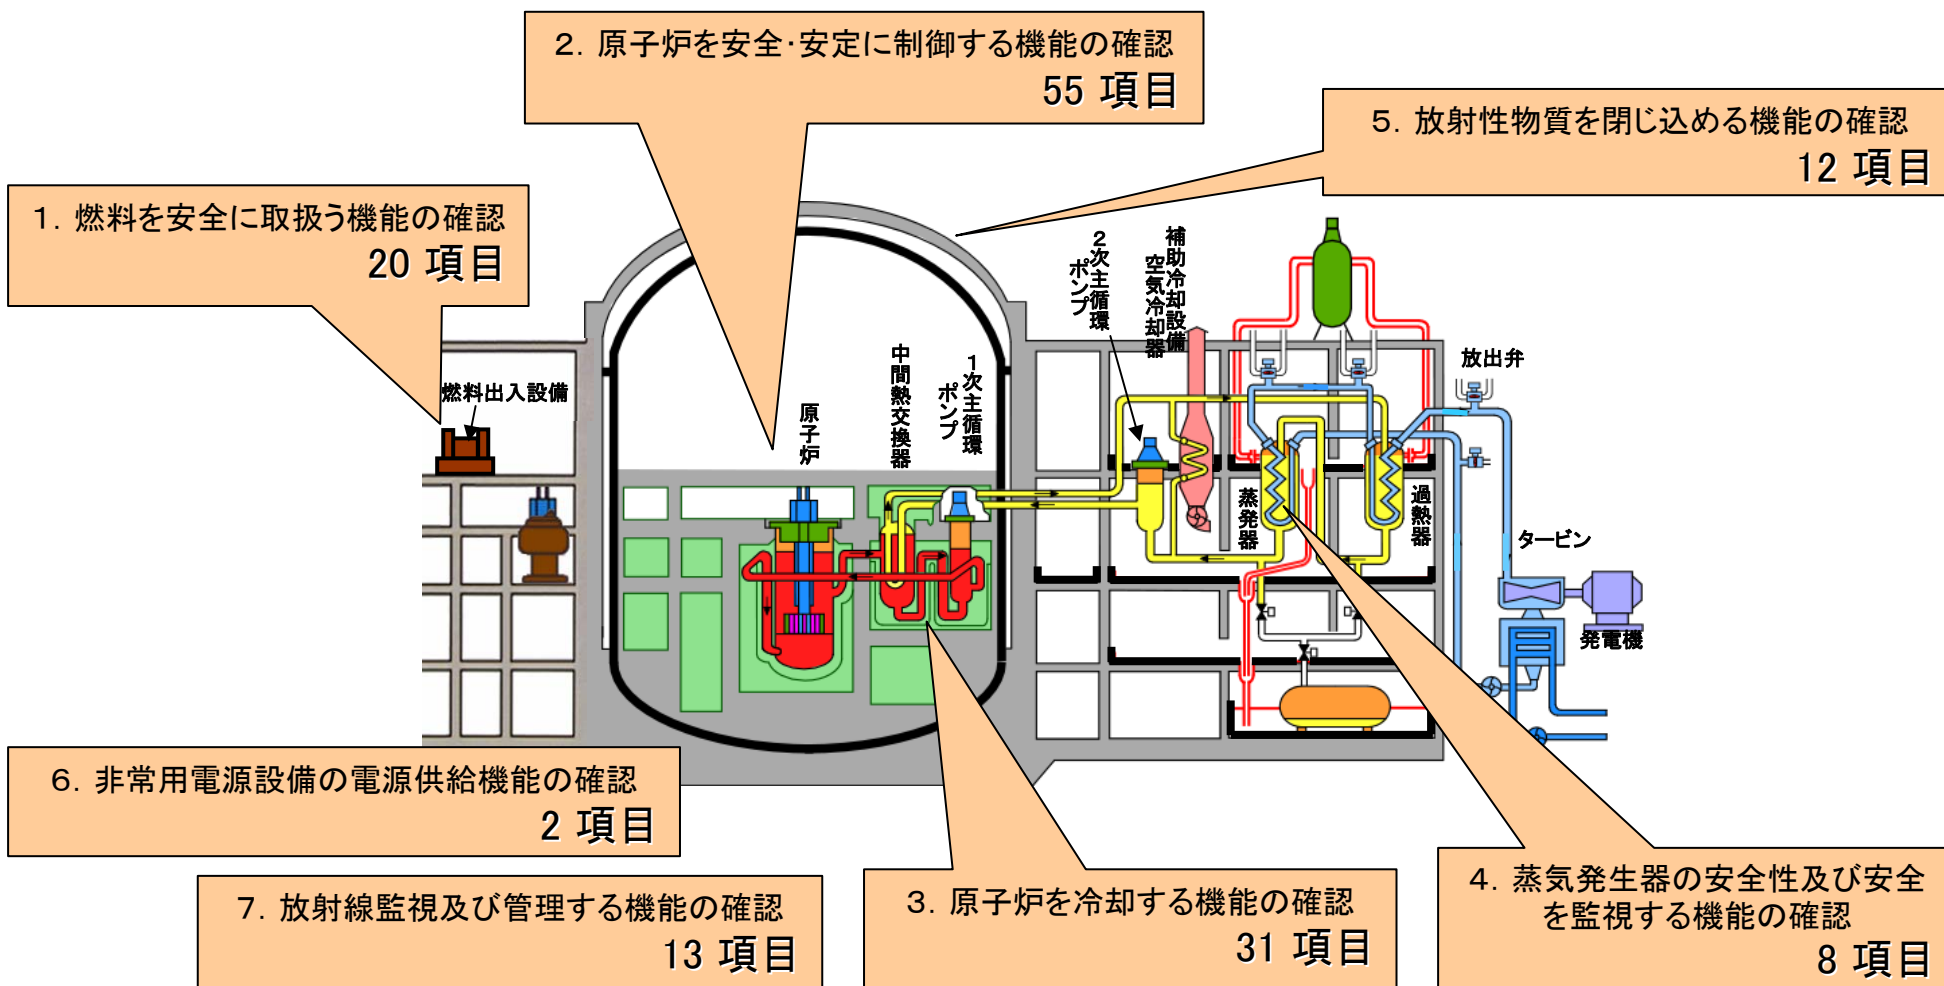 2．原子炉を安全･安定に制御する機能の確認
55 項目
5．放射性物質を閉じ込める機能の確認
12 項目
1．燃料を安全に取扱う機能の確認
20 項目
2次主循環
ポンプ
補助冷却設備
空気冷却器
放出弁
燃料出入設備
原子炉
中間熱交換器
1次主循環
ポンプ
蒸発器
過熱器
タービン
発電機
6．非常用電源設備の電源供給機能の確認
2 項目
7．放射線監視及び管理する機能の確認
13 項目
3．原子炉を冷却する機能の確認
31 項目
4．蒸気発生器の安全性及び安全
を監視する機能の確認
8 項目